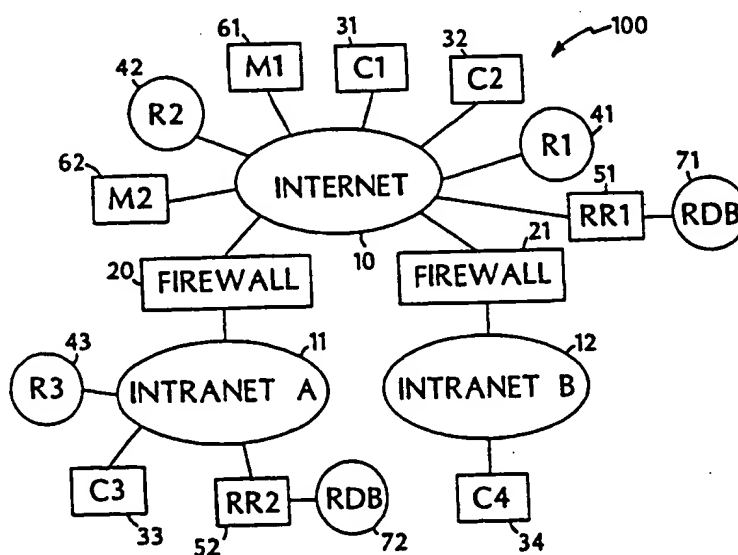 61
31
32
100
42
M1
C1
C2
R2
41
R1
62
51
71
M2
INTERNET
RR1
RDB
10
21
20
FIREWALL
FIREWALL
43
11
12
R3
INTRANET A
INTRANET B
C3
RR2
RDB
C4
33
52
72
34